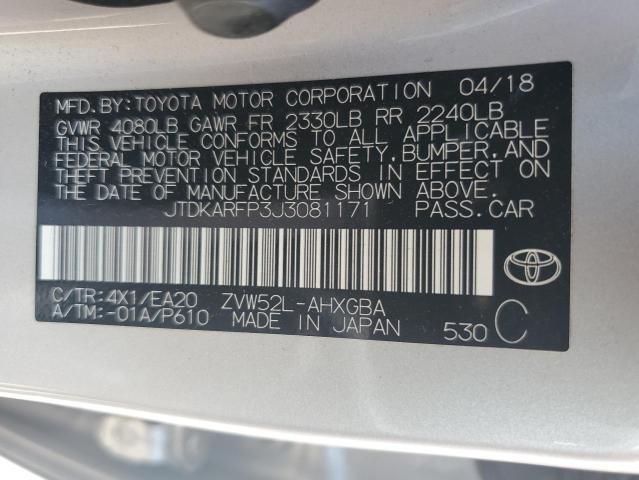 MFD.BY:TOYOTA MOTOR CORPORATION 04/18
GVWR 4080LB GAWR FR 2330LB RR 2240LB
THIS VEHICLE CONFORMS TO ALL APPLICABLE
FEDERAL MOTOR VEHICLE SAFETY,BUMPER,AND
THEFT PREVENTION STANDARDS IN EFFECT ON
THE DATE OF MANUFACTURE SHOWN ABOVE.
JTDKARFP3J3081171 PASS.CAR
C/TR:4X1/EA20 ZVW52L-AHXGBA
A/TM:-01A/P610 MADE IN JAPAN 530 C